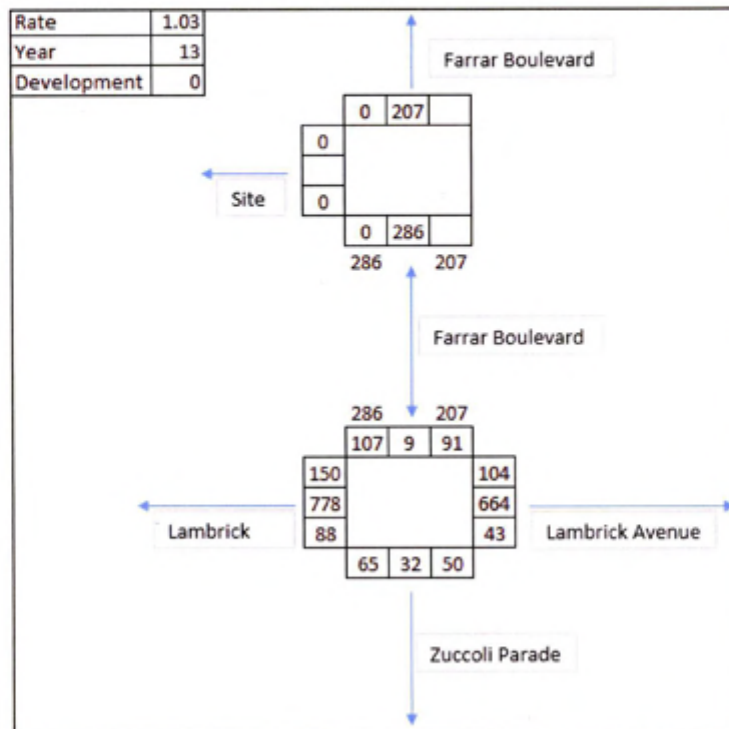 Rate 1.03
Year 13
Development 0
Farrar Boulevard
0 207
0
Site
0
0 286
286 207
Farrar Boulevard
286 207
107 9 91
150 104
778 664
Lambrick Lambrick Avenue
88 43
65 32 50
Zuccoli Parade